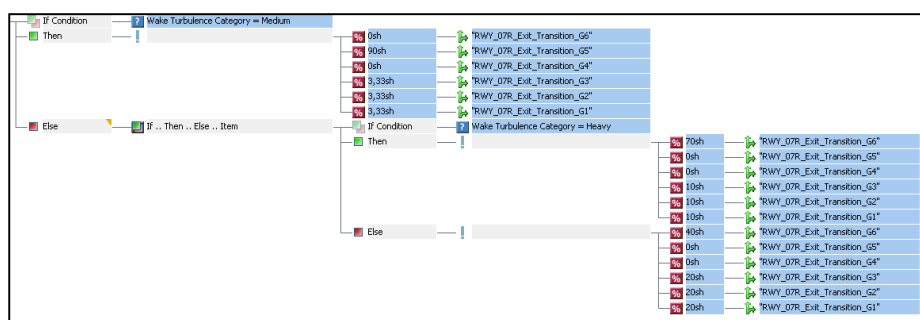 If Condition ? Wake Turbulence Category = Medium
Then !
% 0sh "RWY_07R_Exit_Transition_G6"
% 90sh "RWY_07R_Exit_Transition_G5"
% 0sh "RWY_07R_Exit_Transition_G4"
% 3,33sh "RWY_07R_Exit_Transition_G3"
% 3,33sh "RWY_07R_Exit_Transition_G2"
% 3,33sh "RWY_07R_Exit_Transition_G1"
Else If .. Then .. Else .. Item
If Condition ? Wake Turbulence Category = Heavy
Then !
% 70sh "RWY_07R_Exit_Transition_G6"
% 0sh "RWY_07R_Exit_Transition_G5"
% 0sh "RWY_07R_Exit_Transition_G4"
% 10sh "RWY_07R_Exit_Transition_G3"
% 10sh "RWY_07R_Exit_Transition_G2"
% 10sh "RWY_07R_Exit_Transition_G1"
Else !
% 40sh "RWY_07R_Exit_Transition_G6"
% 0sh "RWY_07R_Exit_Transition_G5"
% 0sh "RWY_07R_Exit_Transition_G4"
% 20sh "RWY_07R_Exit_Transition_G3"
% 20sh "RWY_07R_Exit_Transition_G2"
% 20sh "RWY_07R_Exit_Transition_G1"